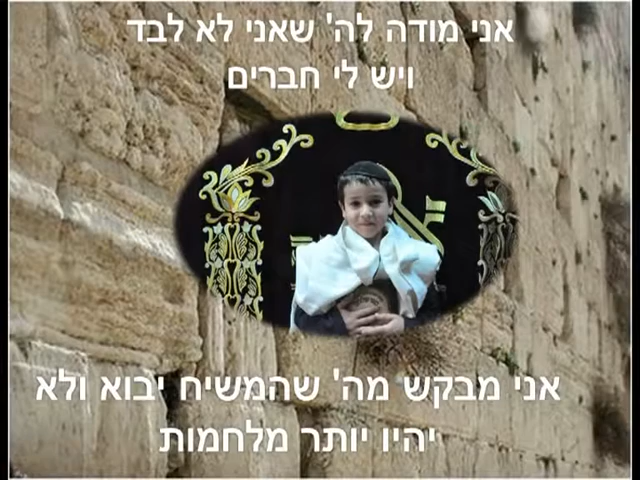 אני מודה לה' שאני לא לבד
ויש לי חברים
אני מבקש מה' שהמשיח יבוא ולא
יהיו יותר מלחמות